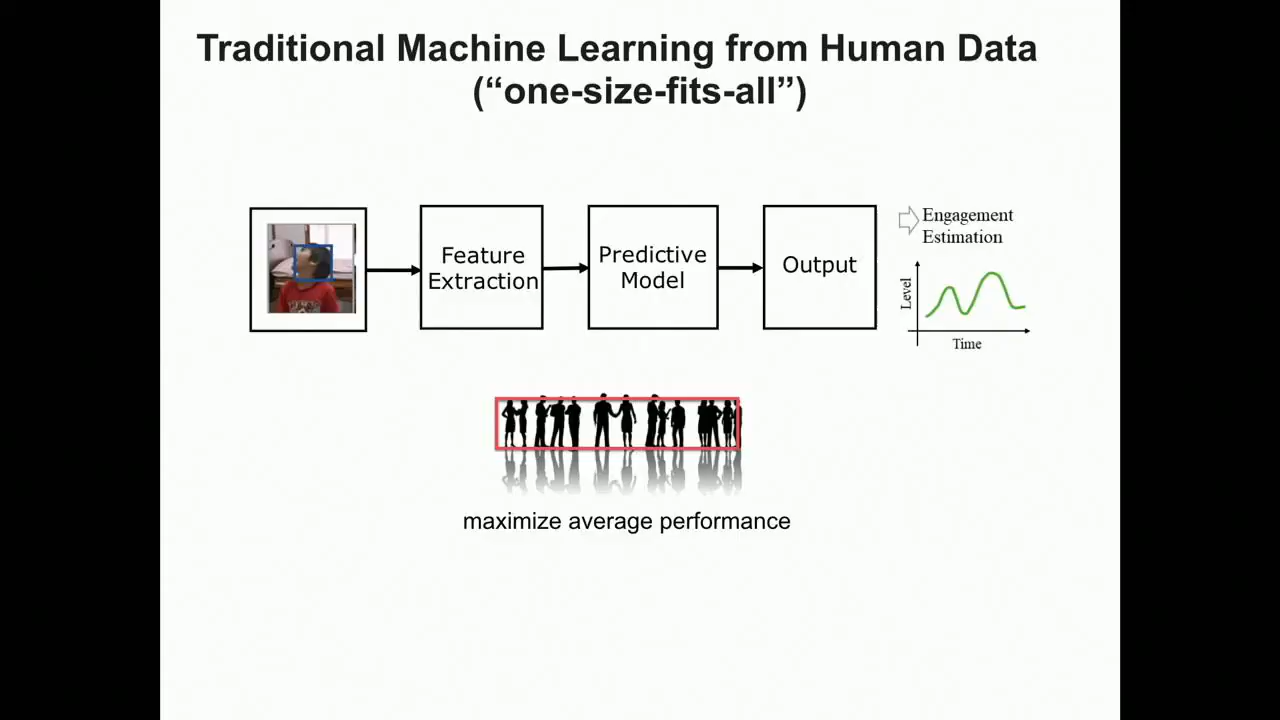 Traditional Machine Learning from Human Data
(“one-size-fits-all”)
Feature
Extraction
Predictive
Model
Output
Engagement
Estimation
Level
Time
maximize average performance